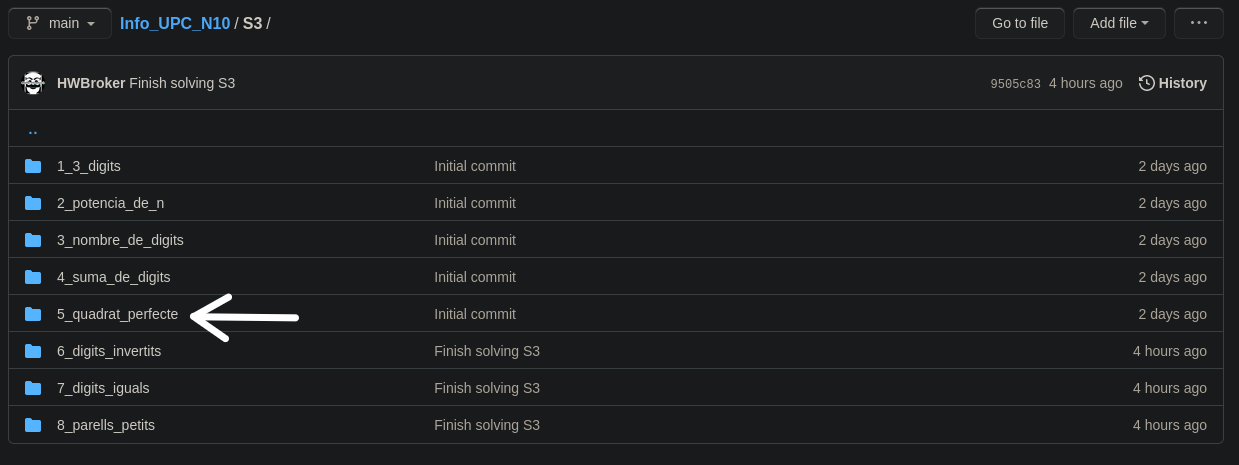 main Info_UPC_N10 / S3 / Go to file Add file ...
HWBroker Finish solving S3 9505c83 4 hours ago History
..
1_3_digits Initial commit 2 days ago
2_potencia_de_n Initial commit 2 days ago
3_nombre_de_digits Initial commit 2 days ago
4_suma_de_digits Initial commit 2 days ago
5_quadrat_perfecte Initial commit 2 days ago
6_digits_invertits Finish solving S3 4 hours ago
7_digits_iguals Finish solving S3 4 hours ago
8_parells_petits Finish solving S3 4 hours ago